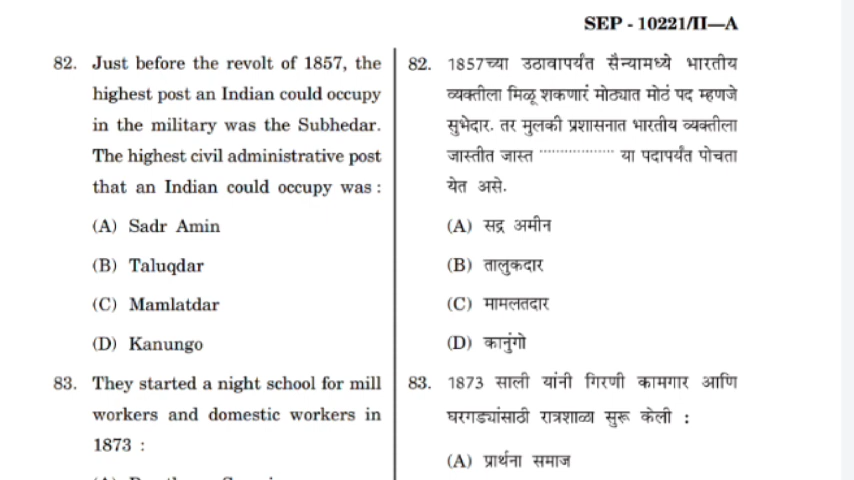 SEP - 10221/II—A
82. Just before the revolt of 1857, the
highest post an Indian could occupy
in the military was the Subhedar.
The highest civil administrative post
that an Indian could occupy was :
(A) Sadr Amin
(B) Taluqdar
(C) Mamlatdar
(D) Kanungo
83. They started a night school for mill
workers and domestic workers in
1873 :
82. 1857च्या उठावापर्यंत सैन्यामध्ये भारतीय
व्यक्तीला मिळू शकणारं मोठ्यात मोठं पद म्हणजे
सुभेदार. तर मुलकी प्रशासनात भारतीय व्यक्तीला
जास्तीत जास्त .................. या पदापर्यंत पोचता
येत असे.
(A) सद्र अमीन
(B) तालुकदार
(C) मामलतदार
(D) कानुंगो
83. 1873 साली यांनी गिरणी कामगार आणि
घरगड्यांसाठी रात्रशाळा सुरू केली :
(A) प्रार्थना समाज